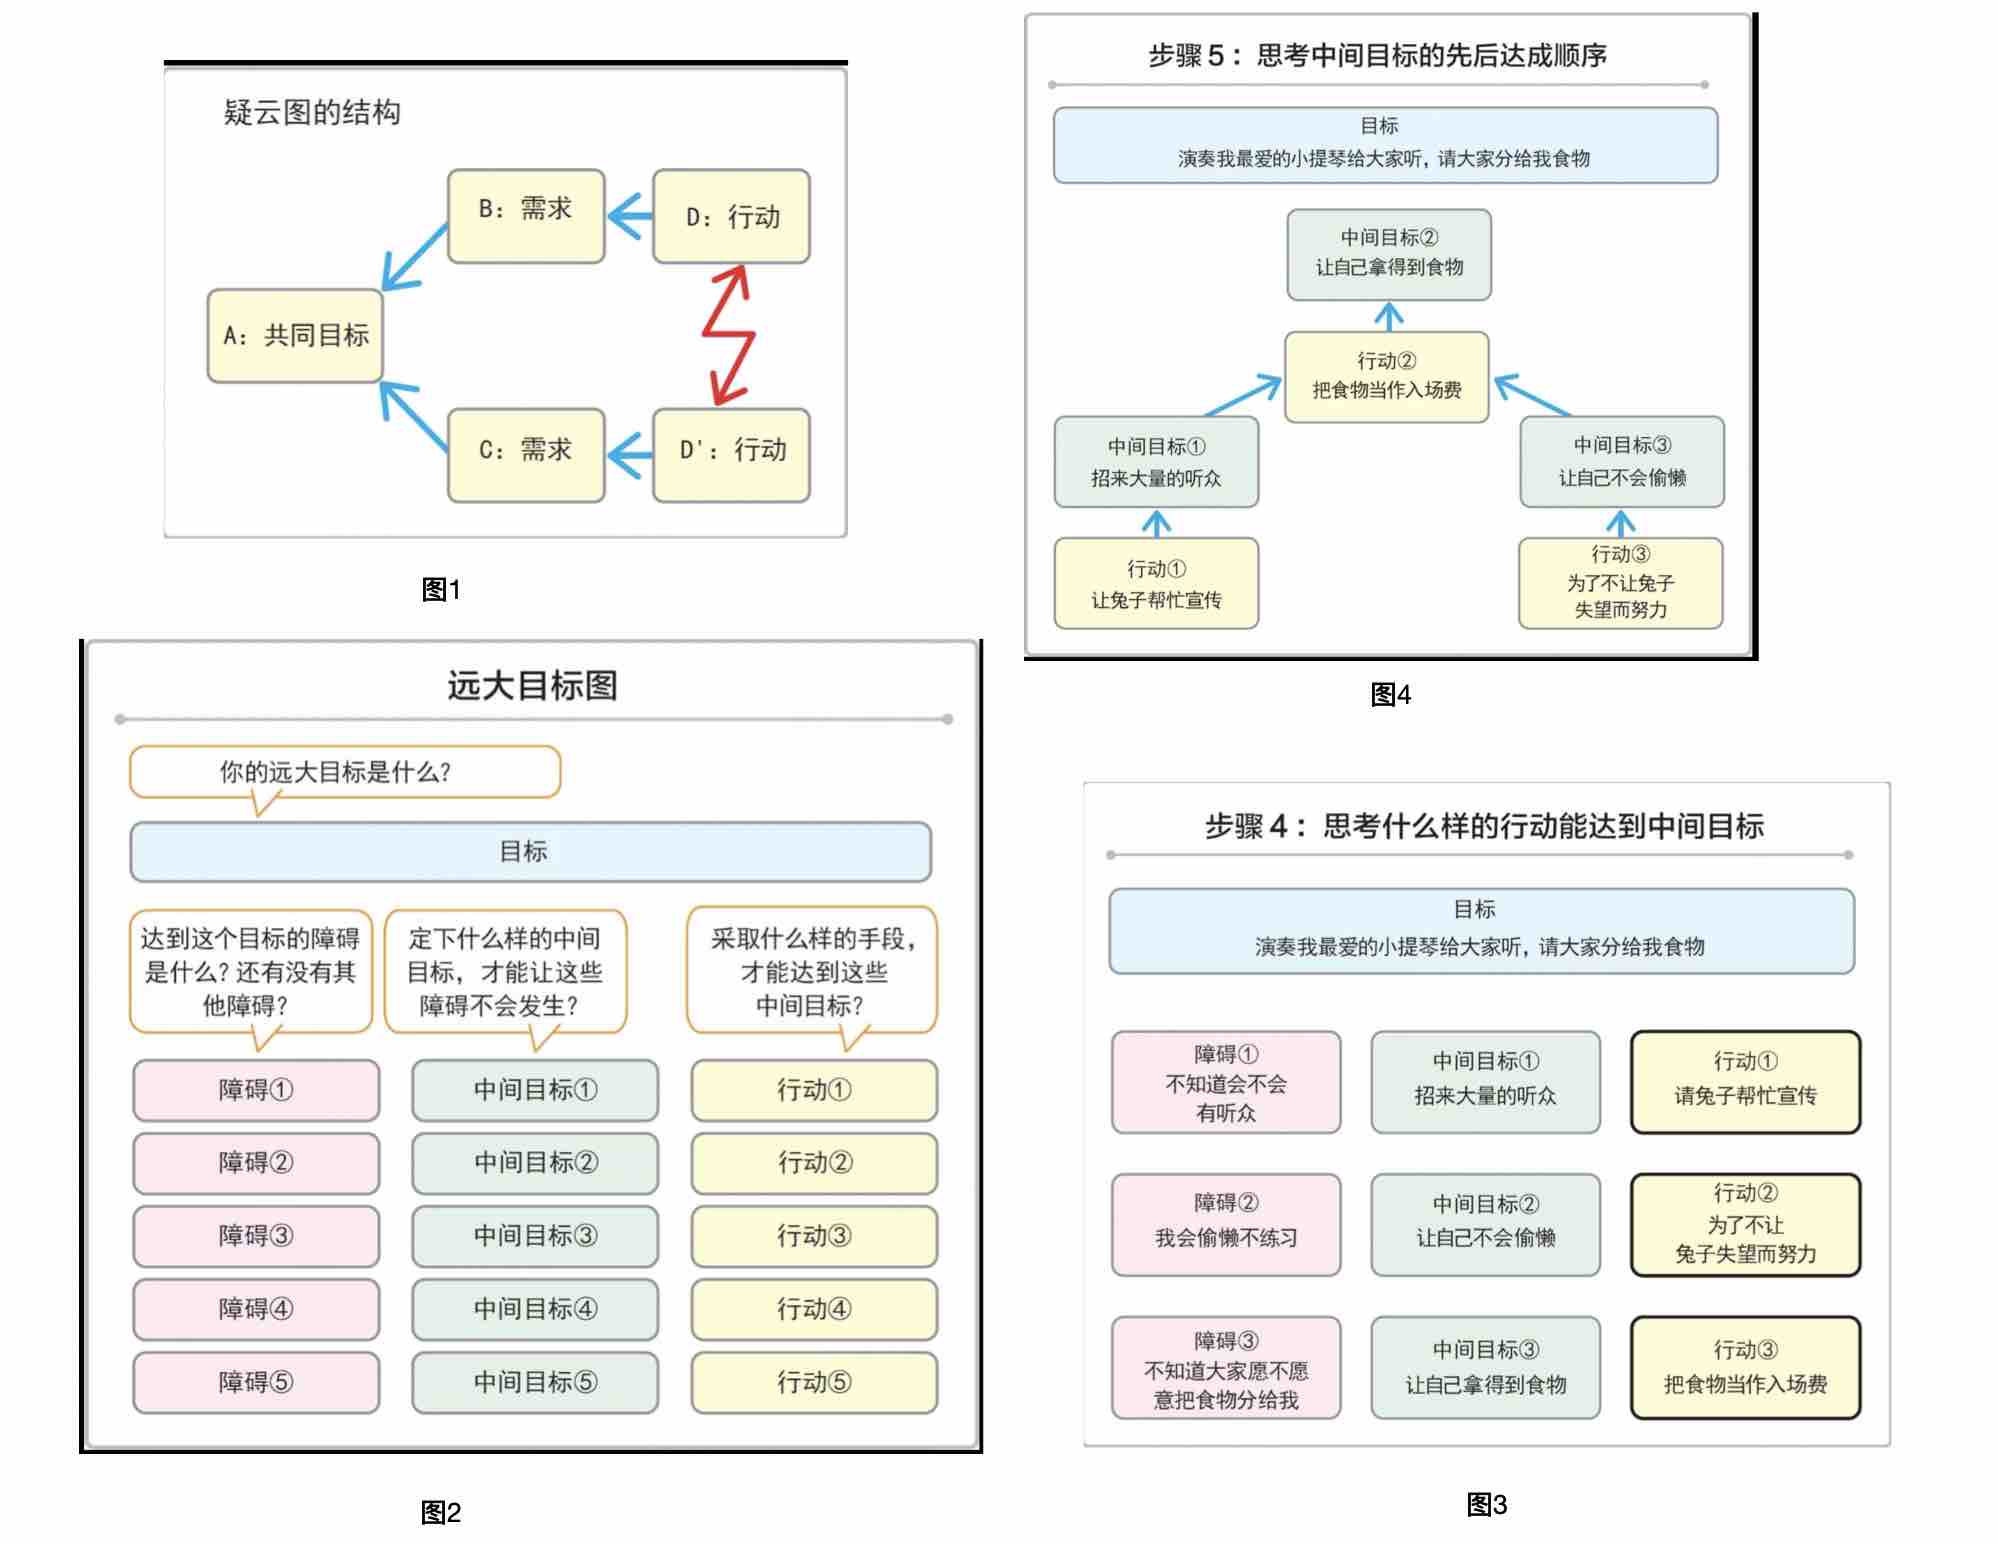 疑云图的结构
B：需求
D：行动
A：共同目标
C：需求
D'：行动
图1
远大目标图
你的远大目标是什么？
目标
达到这个目标的障碍
是什么？还有没有其
他障碍？
定下什么样的中间
目标，才能让这些
障碍不会发生？
采取什么样的手段，
才能达到这些
中间目标？
障碍①
中间目标①
行动①
障碍②
中间目标②
行动②
障碍③
中间目标③
行动③
障碍④
中间目标④
行动④
障碍⑤
中间目标⑤
行动⑤
图2
步骤5：思考中间目标的先后达成顺序
目标
演奏我最爱的小提琴给大家听，请大家分给我食物
中间目标②
让自己拿得到食物
行动②
把食物当作入场费
中间目标①
招来大量的听众
中间目标③
让自己不会偷懒
行动①
让兔子帮忙宣传
行动③
为了不让兔子
失望而努力
图4
步骤4：思考什么样的行动能达到中间目标
目标
演奏我最爱的小提琴给大家听，请大家分给我食物
障碍①
不知道会不会
有听众
中间目标①
招来大量的听众
行动①
请兔子帮忙宣传
障碍②
我会偷懒不练习
中间目标②
让自己不会偷懒
行动②
为了不让
兔子失望而努力
障碍③
不知道大家愿不愿
意把食物分给我
中间目标③
让自己拿得到食物
行动③
把食物当作入场费
图3